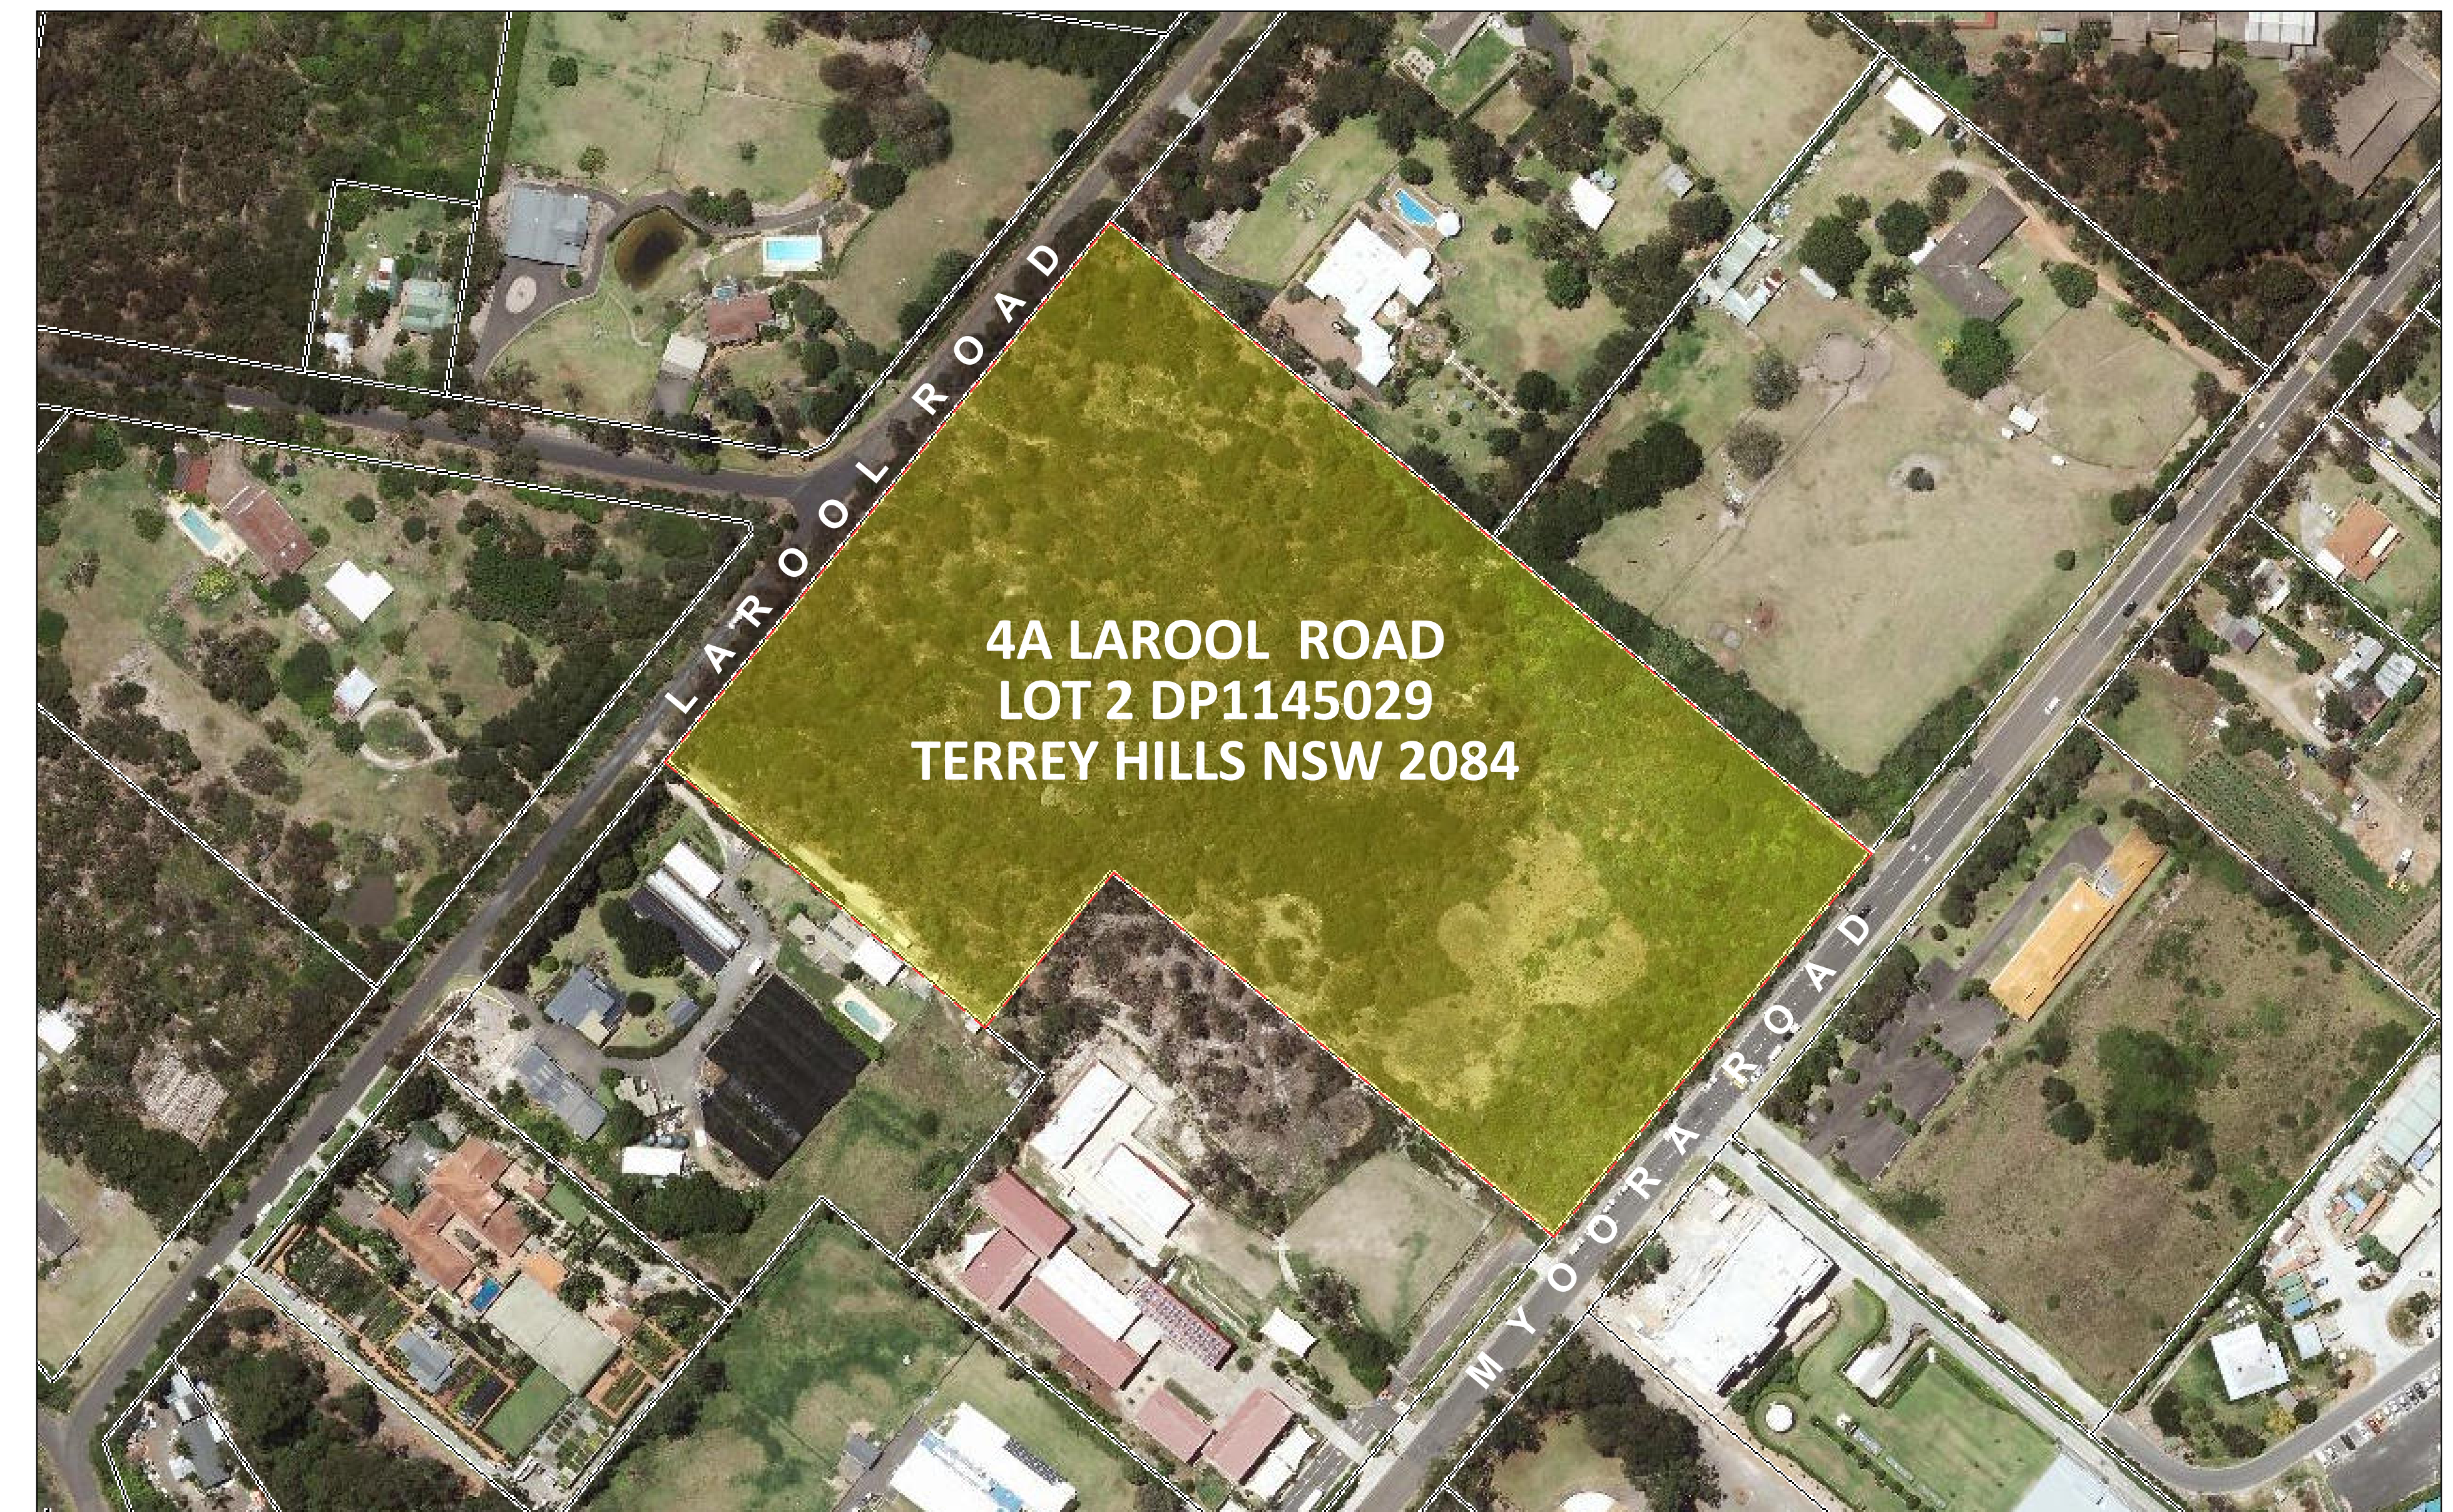 LAROOL ROAD
4A LAROOL  ROAD
LOT 2 DP1145029
TERREY HILLS NSW 2084
MYOORA ROAD